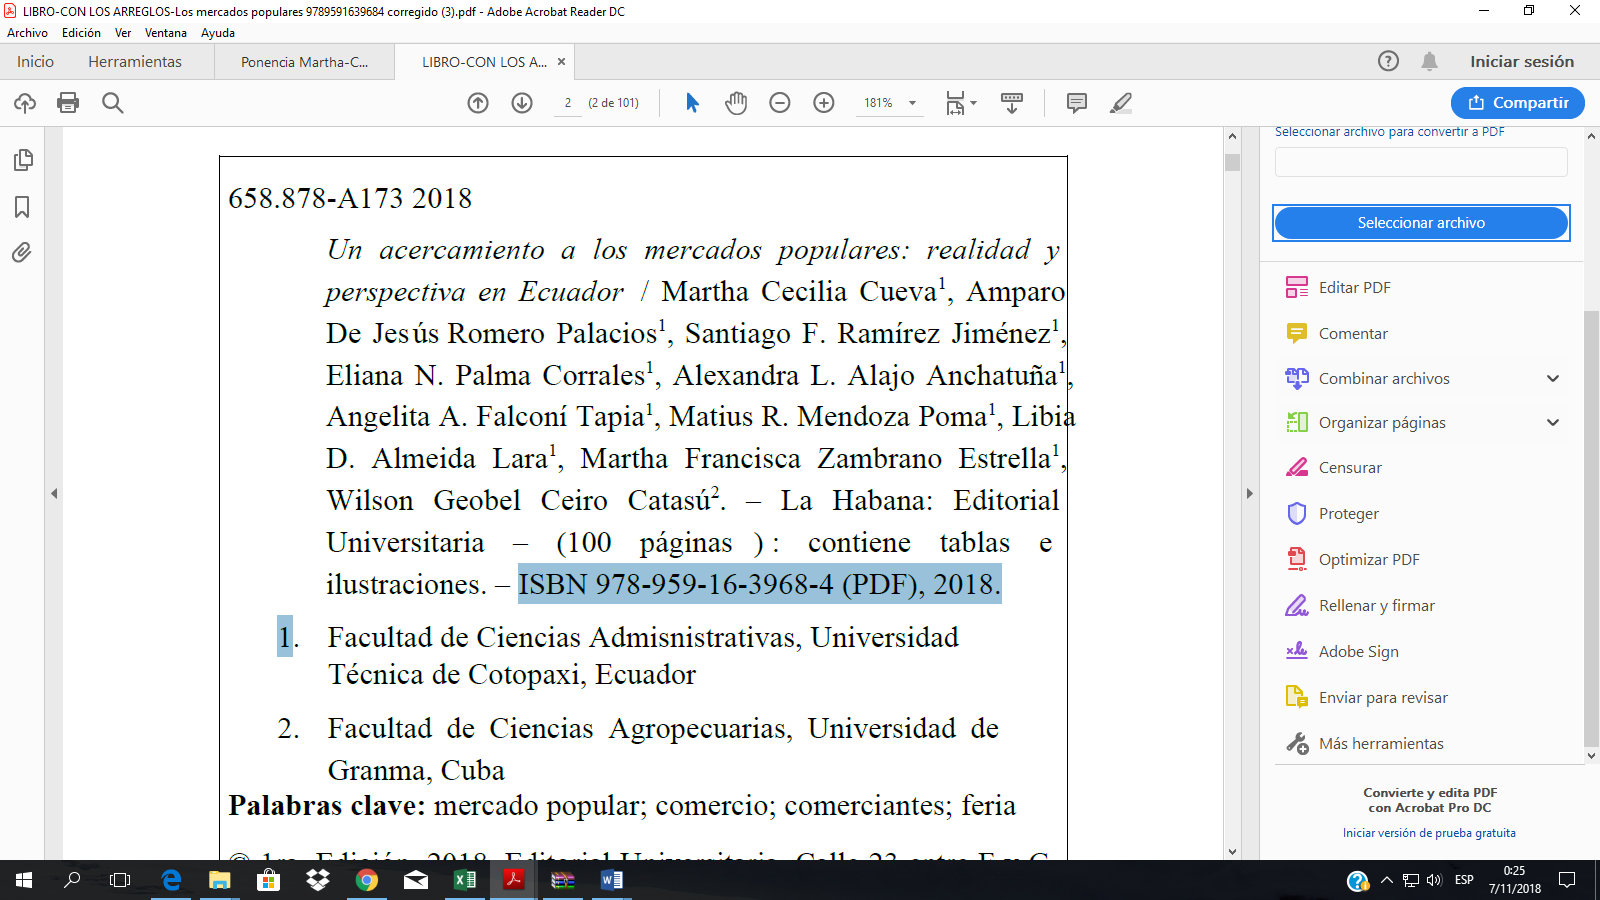 LIBRO-CON LOS ARREGLOS-Los mercados populares 9789591639684 corregido (3).pdf - Adobe Acrobat Reader DC
Archivo Edición Ver Ventana Ayuda
Inicio Herramientas Ponencia Martha-C... LIBRO-CON LOS A... × Iniciar sesión
2 (2 de 101) 181% Compartir
658.878-A173 2018
Un acercamiento a los mercados populares: realidad y
perspectiva en Ecuador / Martha Cecilia Cueva1, Amparo
De Jesús Romero Palacios1, Santiago F. Ramírez Jiménez1,
Eliana N. Palma Corrales1, Alexandra L. Alajo Anchatuña1,
Angelita A. Falconí Tapia1, Matius R. Mendoza Poma1, Libia
D. Almeida Lara1, Martha Francisca Zambrano Estrella1,
Wilson Geobel Ceiro Catasú2. – La Habana: Editorial
Universitaria – (100 páginas ) : contiene tablas e
ilustraciones. – ISBN 978-959-16-3968-4 (PDF), 2018.
1. Facultad de Ciencias Admisnistrativas, Universidad
Técnica de Cotopaxi, Ecuador
2. Facultad de Ciencias Agropecuarias, Universidad de
Granma, Cuba
Palabras clave: mercado popular; comercio; comerciantes; feria
© 1ra. Edición, 2018. Editorial Universitaria, Calle 23 entre F y G,
Seleccionar archivo para convertir a PDF
Seleccionar archivo
Editar PDF
Comentar
Combinar archivos
Organizar páginas
Censurar
Proteger
Optimizar PDF
Rellenar y firmar
Adobe Sign
Enviar para revisar
Más herramientas
Convierte y edita PDF
con Acrobat Pro DC
Iniciar versión de prueba gratuita
ESP
0:25
7/11/2018